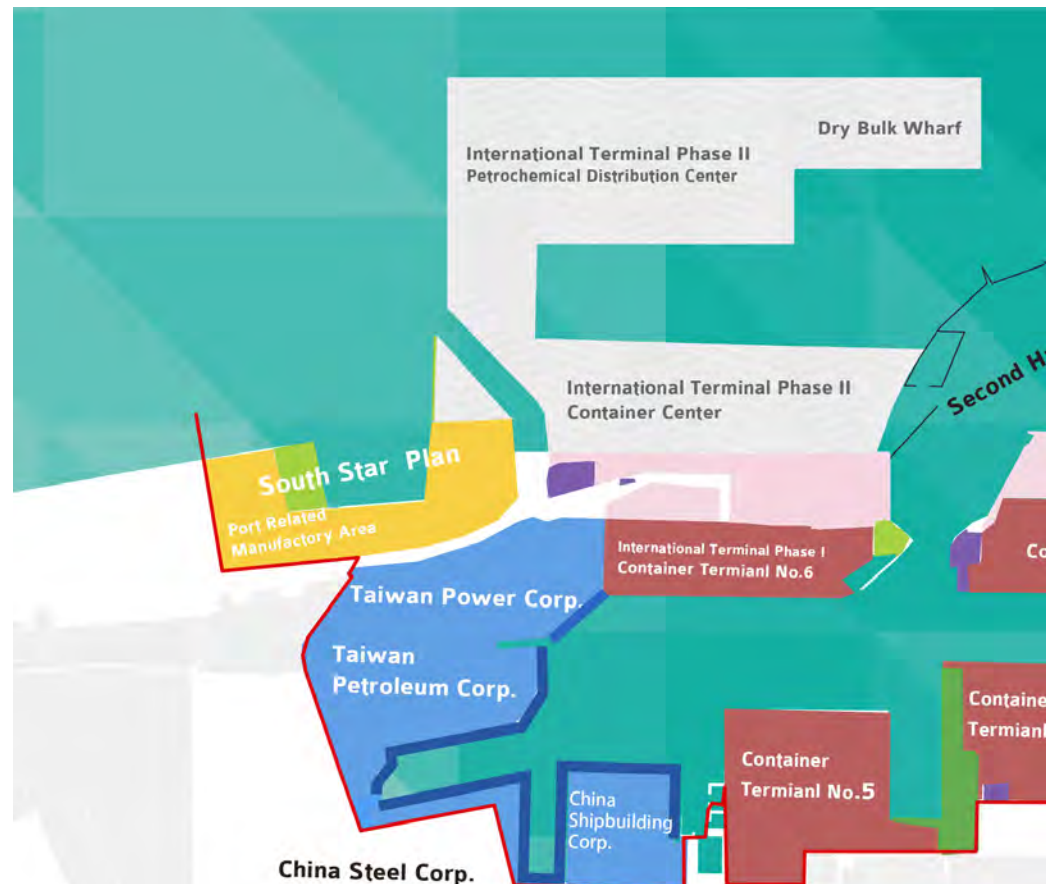 Dry Bulk Wharf
International Terminal Phase II
Petrochemical Distribution Center
International Terminal Phase II
Container Center
Second
South Star Plan
Port Related
Manufactory Area
International Terminal Phase I
Container Termianl No.6
Taiwan Power Corp.
Taiwan
Petroleum Corp.
Container
Termianl No.5
China
Shipbuilding
Corp.
China Steel Corp.